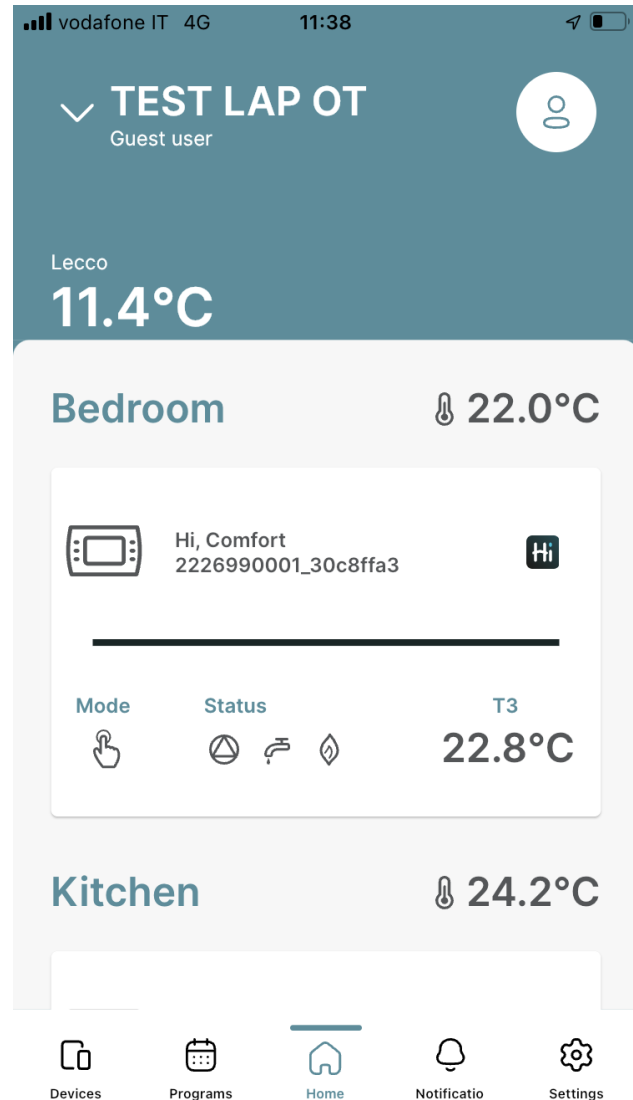 vodafone IT 4G 11:38
TEST LAP OT
Guest user
Lecco
11.4°C
Bedroom 22.0°C
Hi, Comfort
2226990001_30c8ffa3
Hi
Mode Status T3
22.8°C
Kitchen 24.2°C
Devices Programs Home Notificatio Settings